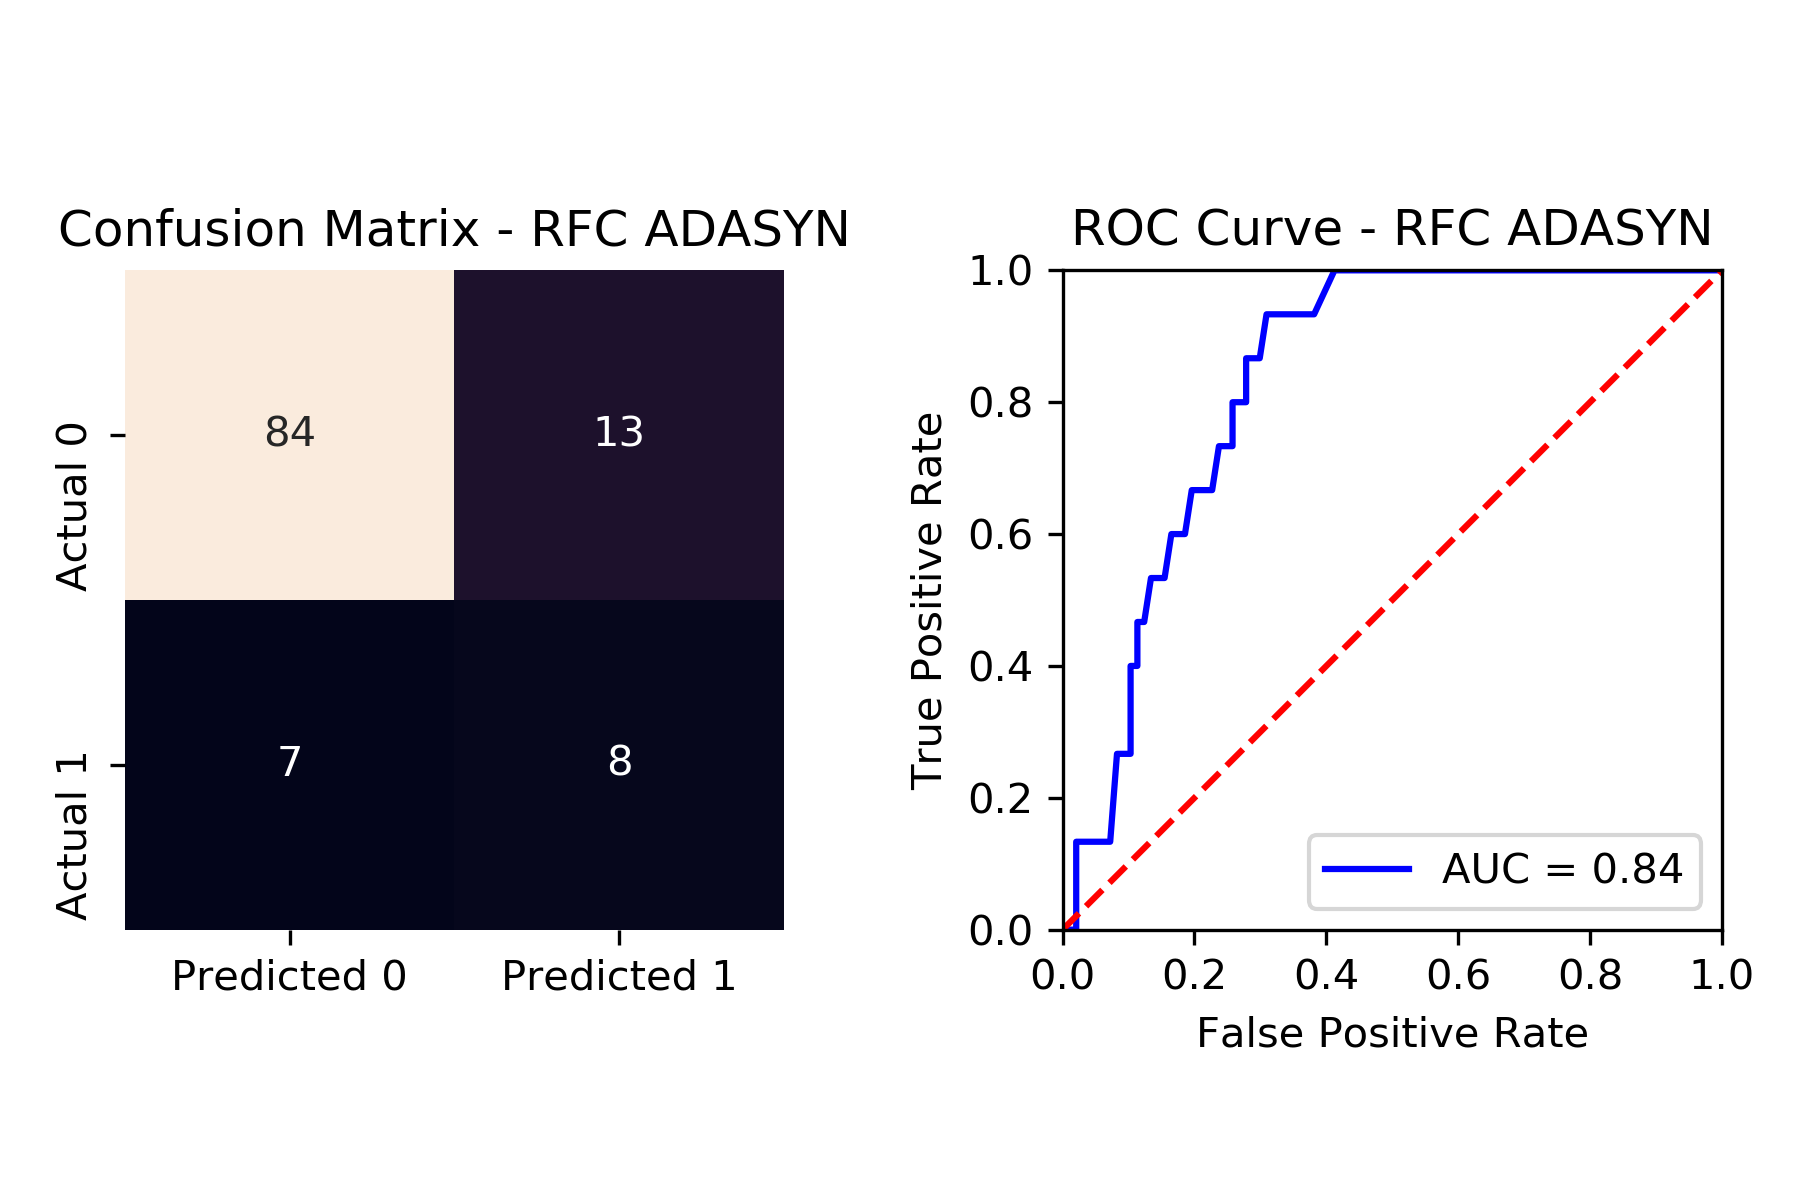 Confusion Matrix - RFC ADASYN
Actual 0
84
13
Actual 1
7
8
Predicted 0
Predicted 1
ROC Curve - RFC ADASYN
True Positive Rate
1.0
0.8
0.6
0.4
0.2
0.0
AUC = 0.84
0.0
0.2
0.4
0.6
0.8
1.0
False Positive Rate